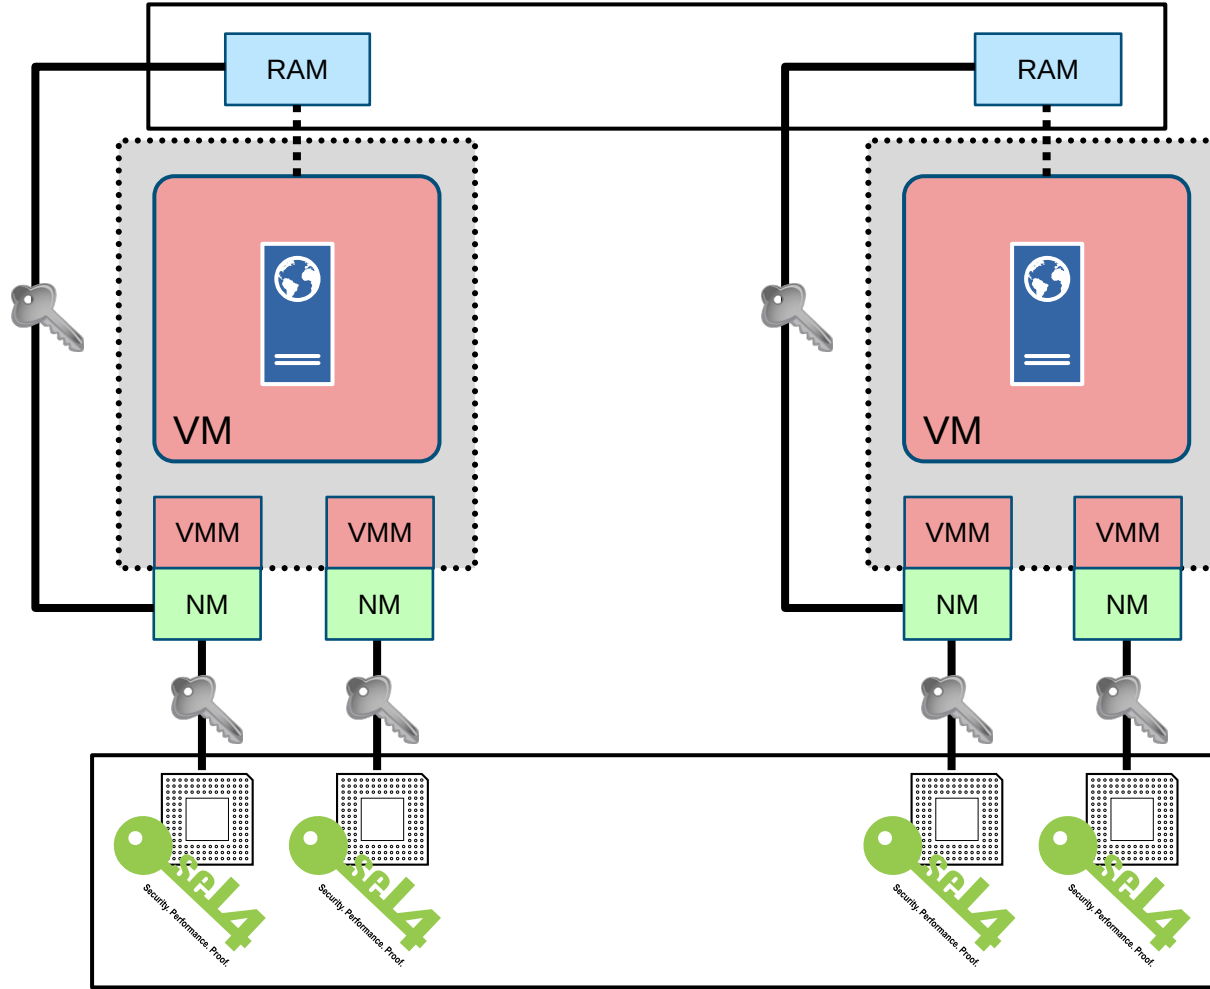 RAM
RAM
VM
VM
VMM
VMM
VMM
VMM
NM
NM
NM
NM
seL4
Security. Performance. Proof.
seL4
Security. Performance. Proof.
seL4
Security. Performance. Proof.
seL4
Security. Performance. Proof.